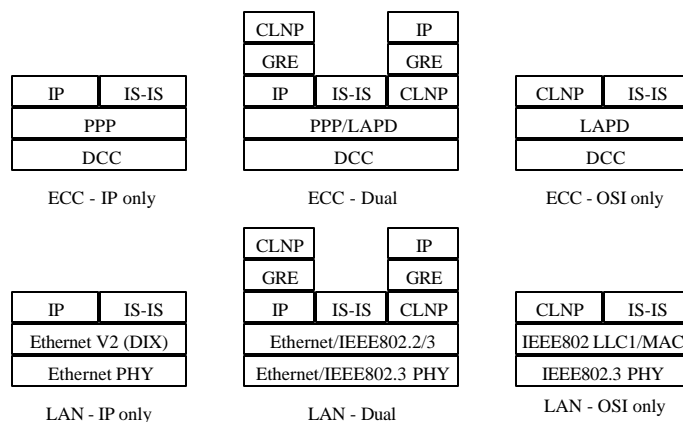 CLNP IP
GRE GRE
IP IS-IS IP IS-IS CLNP CLNP IS-IS
PPP PPP/LAPD LAPD
DCC DCC DCC
ECC - IP only ECC - Dual ECC - OSI only
CLNP IP
GRE GRE
IP IS-IS IP IS-IS CLNP CLNP IS-IS
Ethernet V2 (DIX) Ethernet/IEEE802.2/3 IEEE802 LLC1/MAC
Ethernet PHY Ethernet/IEEE802.3 PHY IEEE802.3 PHY
LAN - IP only LAN - Dual LAN - OSI only